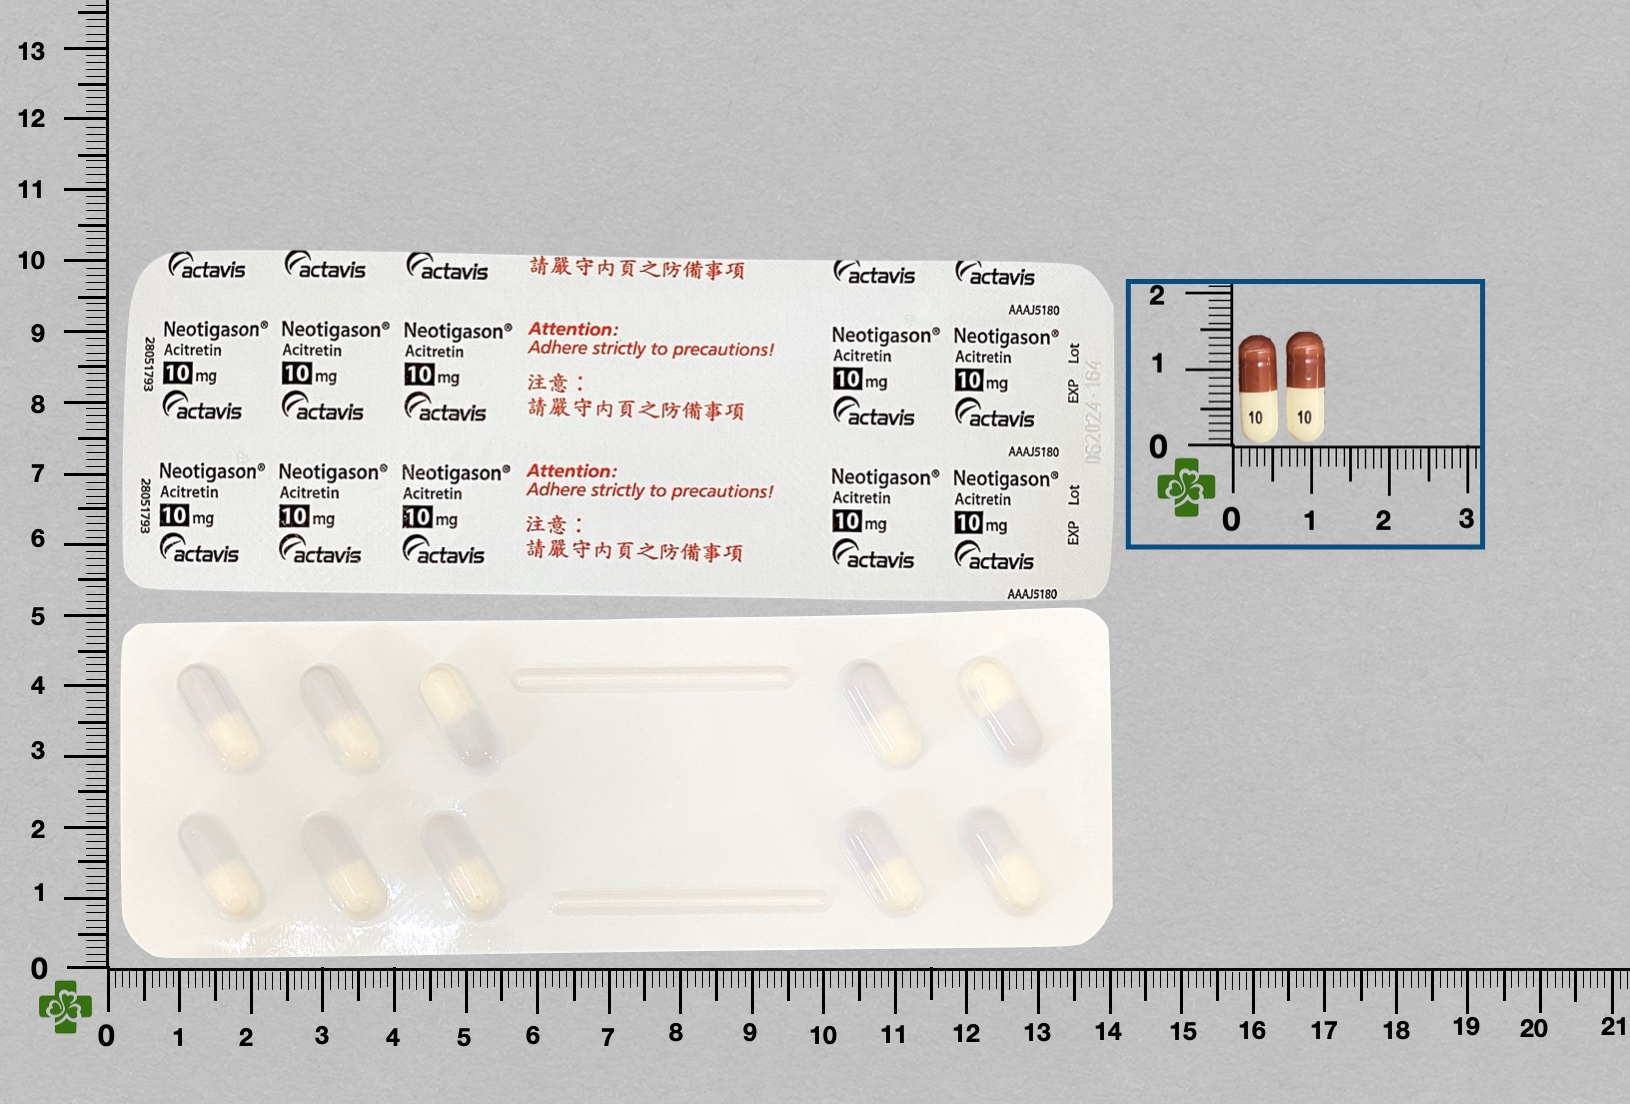 actavis actavis actavis 請嚴守內頁之防備事項 actavis actavis
AAAJ5180
28051793
Neotigason® Neotigason® Neotigason® Attention: Neotigason® Neotigason®
Acitretin Acitretin Acitretin Adhere strictly to precautions! Acitretin Acitretin
10 mg 10 mg 10 mg 注意： 10 mg 10 mg
actavis actavis actavis 請嚴守內頁之防備事項 actavis actavis
EXP Lot
062024-164
AAAJ5180
28051793
Neotigason® Neotigason® Neotigason® Attention: Neotigason® Neotigason®
Acitretin Acitretin Acitretin Adhere strictly to precautions! Acitretin Acitretin
10 mg 10 mg 10 mg 注意： 10 mg 10 mg
actavis actavis actavis 請嚴守內頁之防備事項 actavis actavis
EXP Lot
AAAJ5180
10 10
2
1
0
0 1 2 3
13
12
11
10
9
8
7
6
5
4
3
2
1
0
0 1 2 3 4 5 6 7 8 9 10 11 12 13 14 15 16 17 18 19 20 21